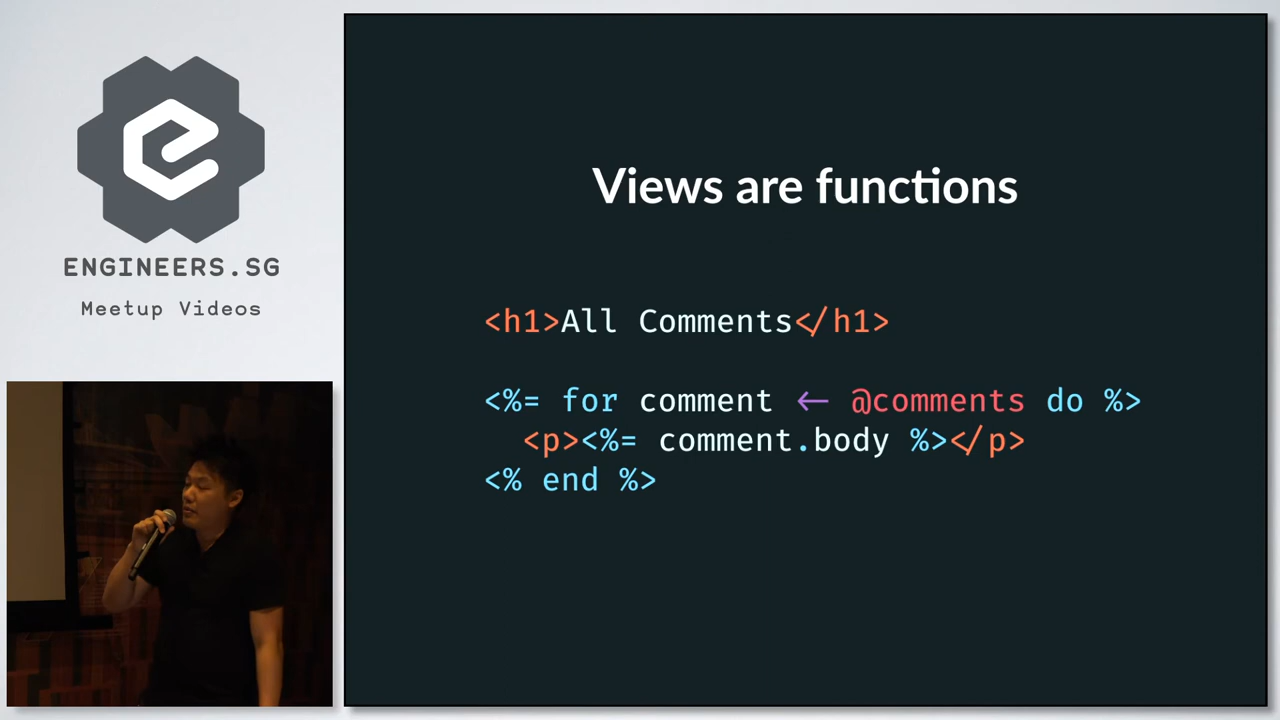 ENGINEERS.SG
Meetup Videos
Views are functions
<h1>All Comments</h1>
<%= for comment <- @comments do %>
<p><%= comment.body %></p>
<% end %>